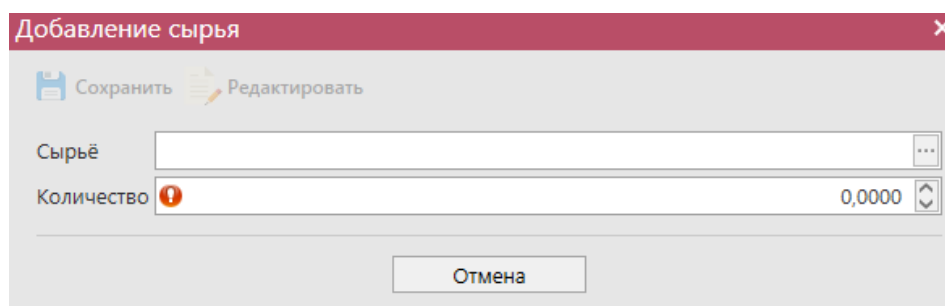 Добавление сырья
Сохранить Редактировать
Сырьё ...
Количество 0,0000
Отмена